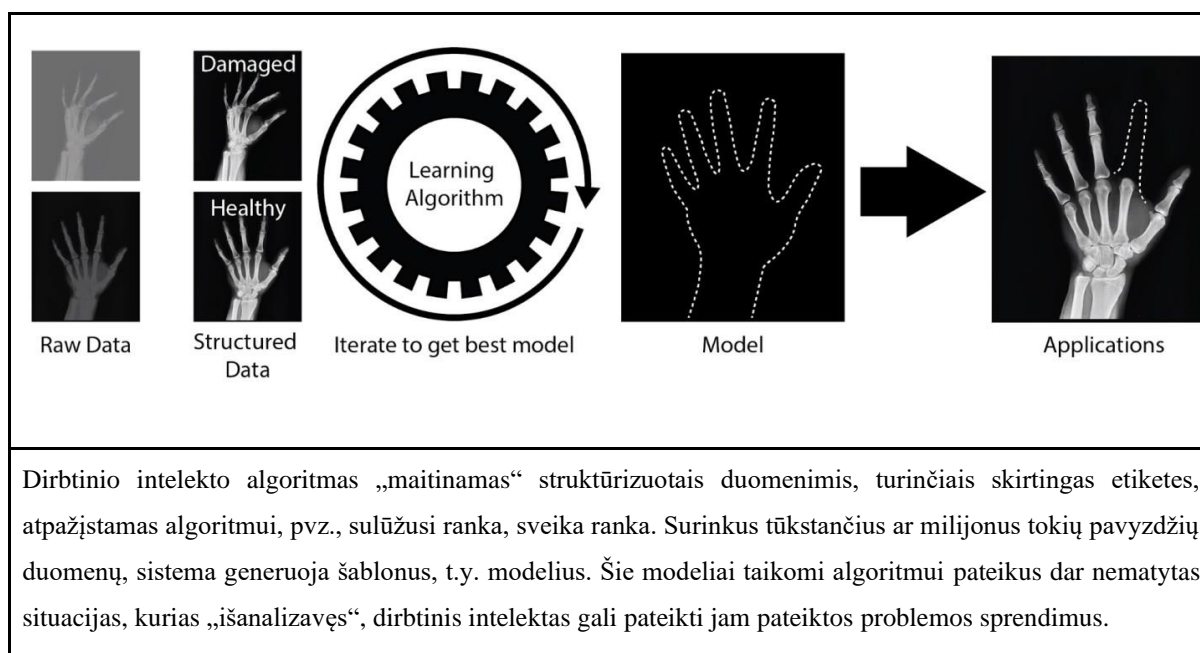 Damaged
Healthy
Learning
Algorithm
Raw Data
Structured
Data
Iterate to get best model
Model
Applications
Dirbtinio intelekto algoritmas „maitinamas“ struktūrizuotais duomenimis, turinčiais skirtingas etiketes,
atpažįstamas algoritmui, pvz., sulūžusi ranka, sveika ranka. Surinkus tūkstančius ar milijonus tokių pavyzdžių
duomenų, sistema generuoja šablonus, t.y. modelius. Šie modeliai taikomi algoritmui pateikus dar nematytas
situacijas, kurias „išanalizavęs“, dirbtinis intelektas gali pateikti jam pateiktos problemos sprendimus.